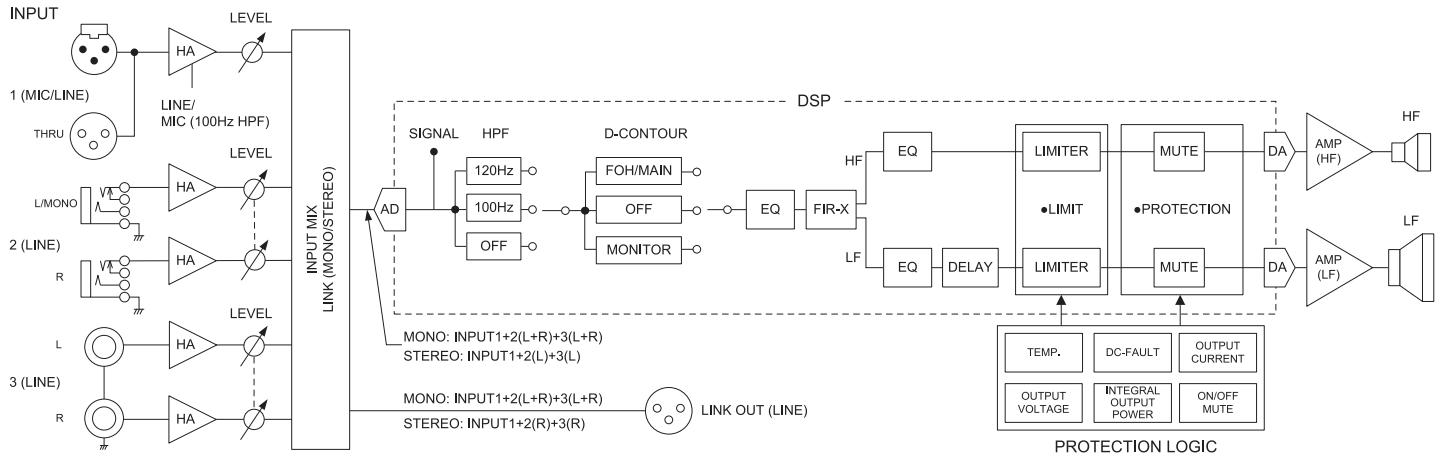 INPUT
1 (MIC/LINE)
THRU
HA
LEVEL
LINE/
MIC (100Hz HPF)
L/MONO
2 (LINE)
R
HA
HA
LEVEL
L
3 (LINE)
R
HA
HA
LEVEL
INPUT MIX
LINK (MONO/STEREO)
DSP
AD
SIGNAL
HPF
120Hz
100Hz
OFF
D-CONTOUR
FOH/MAIN
OFF
MONITOR
EQ
FIR-X
HF
EQ
LIMITER
MUTE
DA
AMP
(HF)
HF
●LIMIT
●PROTECTION
LF
EQ
DELAY
LIMITER
MUTE
DA
AMP
(LF)
LF
MONO: INPUT1+2(L+R)+3(L+R)
STEREO: INPUT1+2(L)+3(L)
MONO: INPUT1+2(L+R)+3(L+R)
STEREO: INPUT1+2(R)+3(R)
LINK OUT (LINE)
TEMP.
DC-FAULT
OUTPUT
CURRENT
OUTPUT
VOLTAGE
INTEGRAL
OUTPUT
POWER
ON/OFF
MUTE
PROTECTION LOGIC